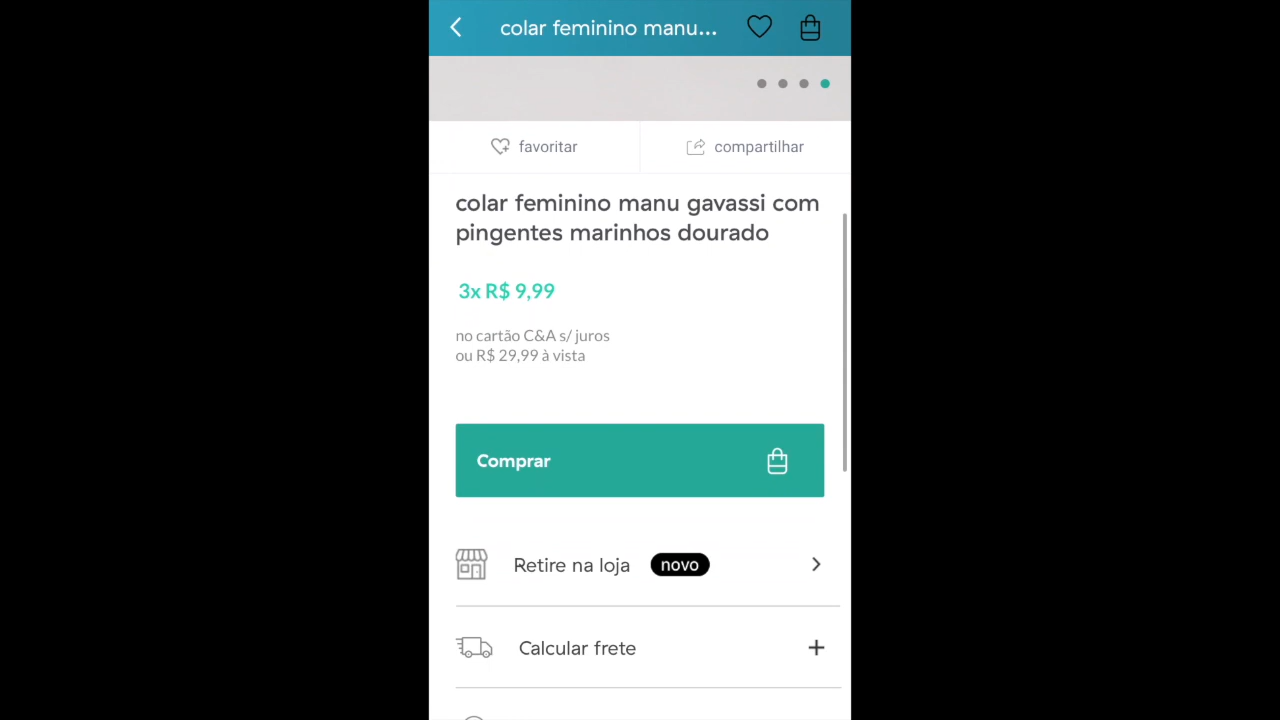 colar feminino manu...
favoritar
compartilhar
colar feminino manu gavassi com
pingentes marinhos dourado
3x R$ 9,99
no cartão C&A s/ juros
ou R$ 29,99 à vista
Comprar
Retire na loja novo
Calcular frete